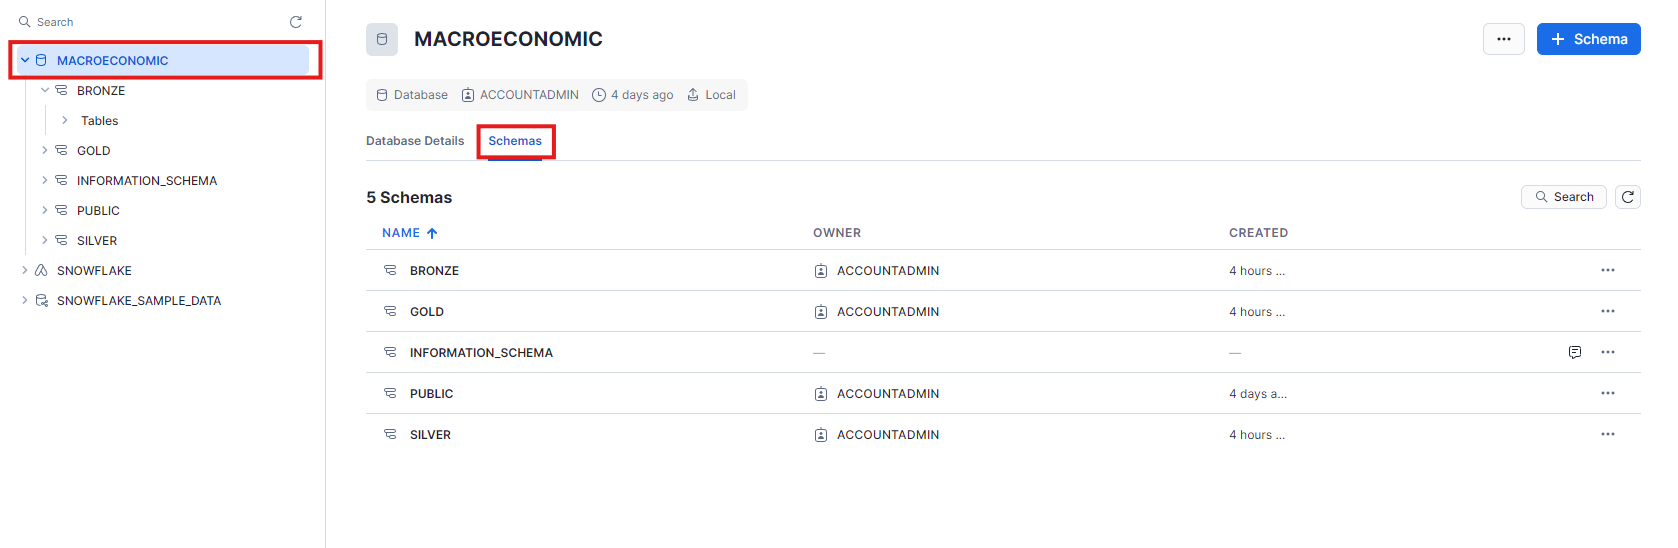 Search
MACROECONOMIC
BRONZE
Tables
GOLD
INFORMATION_SCHEMA
PUBLIC
SILVER
SNOWFLAKE
SNOWFLAKE_SAMPLE_DATA
MACROECONOMIC
... + Schema
Database ACCOUNTADMIN 4 days ago Local
Database Details Schemas
5 Schemas Search
NAME OWNER CREATED
BRONZE ACCOUNTADMIN 4 hours ...
GOLD ACCOUNTADMIN 4 hours ...
INFORMATION_SCHEMA — —
PUBLIC ACCOUNTADMIN 4 days a...
SILVER ACCOUNTADMIN 4 hours ...